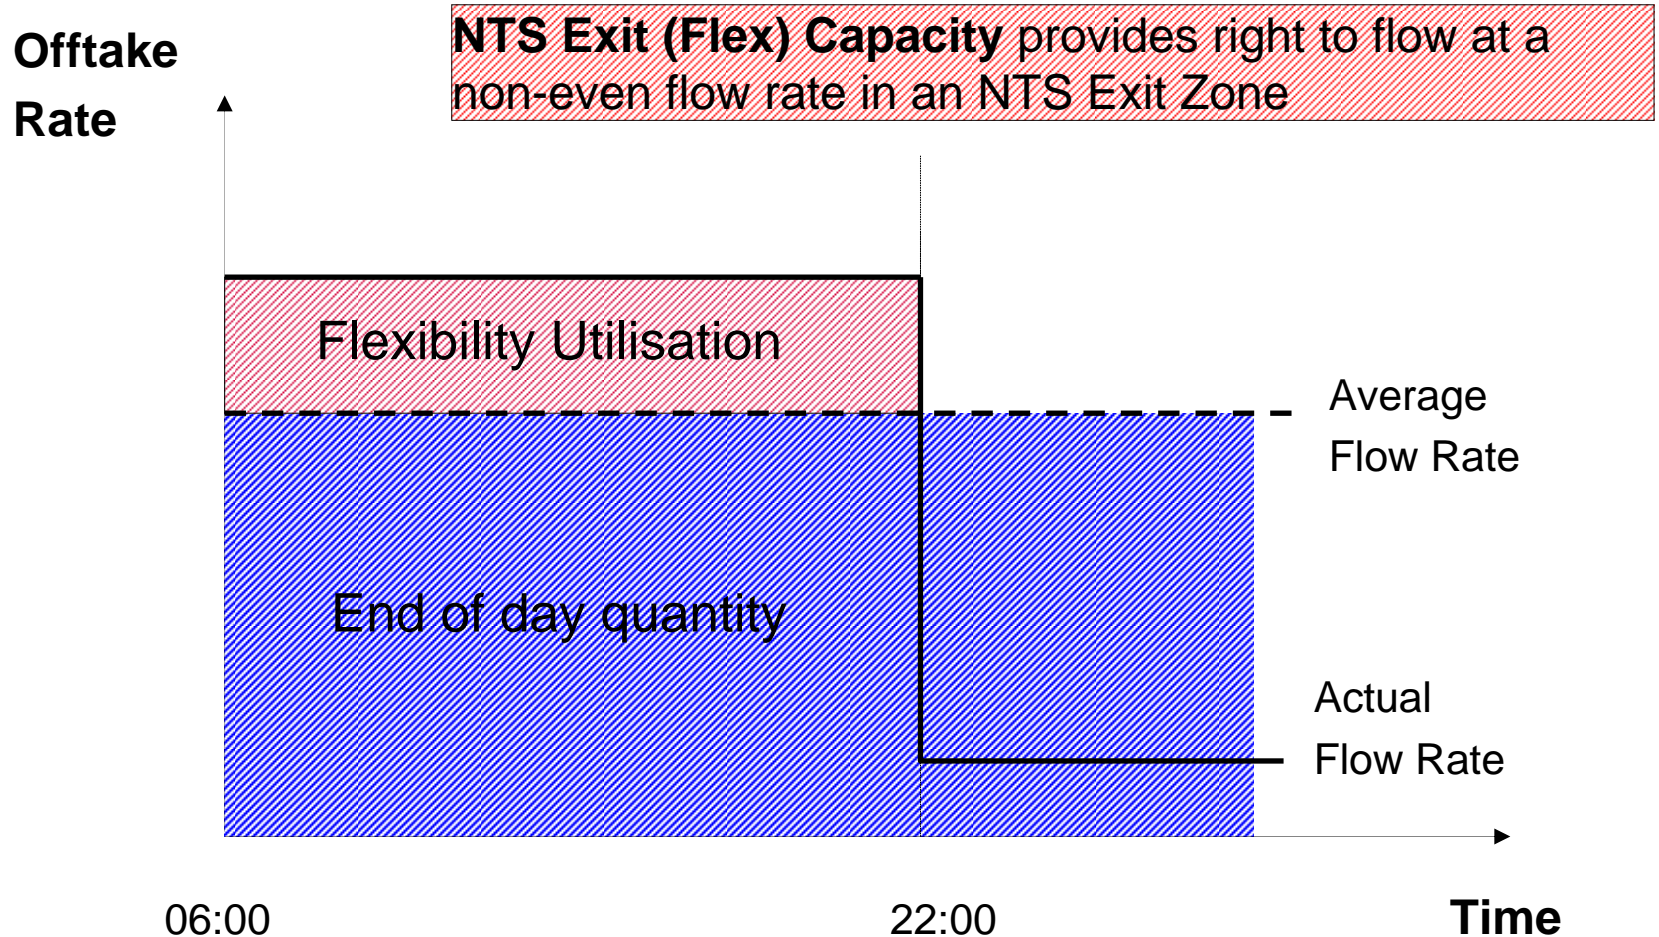 Offtake
Rate
NTS Exit (Flex) Capacity provides right to flow at a
non-even flow rate in an NTS Exit Zone
Flexibility Utilisation
Average
Flow Rate
End of day quantity
Actual
Flow Rate
06:00
22:00
Time